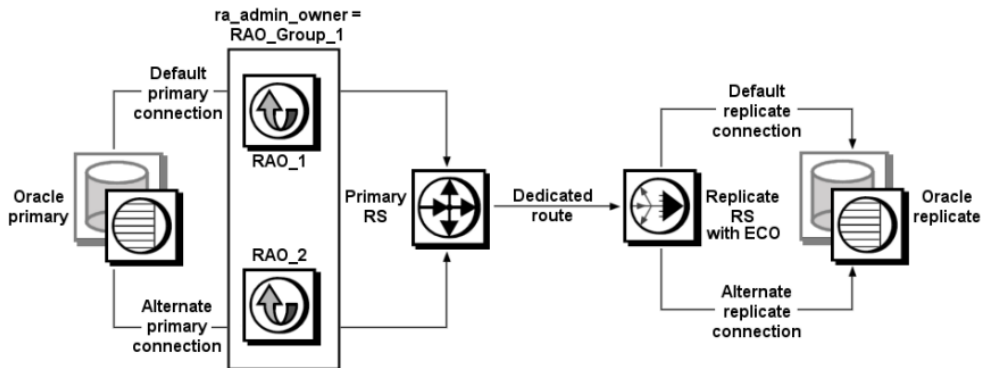 ra_admin_owner =
RAO_Group_1
Default
primary
connection
RAO_1
Oracle
primary
Primary
RS
RAO_2
Alternate
primary
connection
Dedicated
route
Default
replicate
connection
Replicate
RS
with ECO
Oracle
replicate
Alternate
replicate
connection